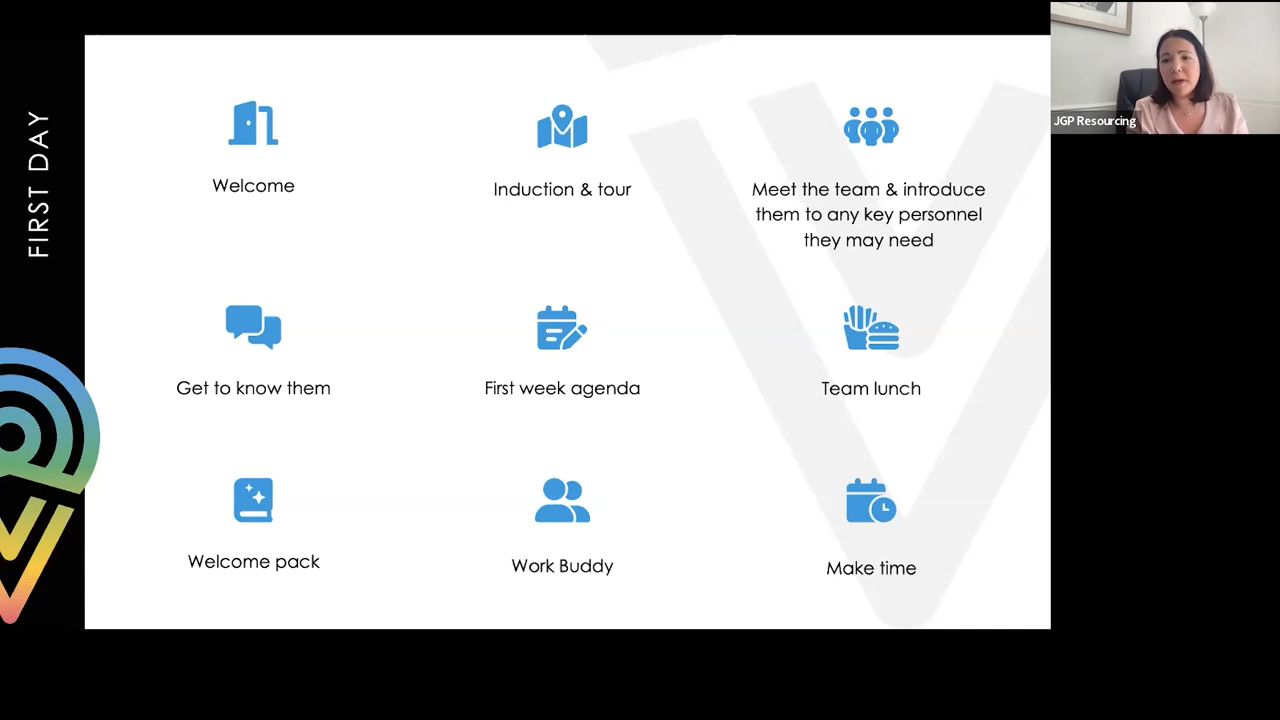 FIRST DAY
Welcome
Induction & tour
Meet the team & introduce
them to any key personnel
they may need
Get to know them
First week agenda
Team lunch
Welcome pack
Work Buddy
Make time
JGP Resourcing